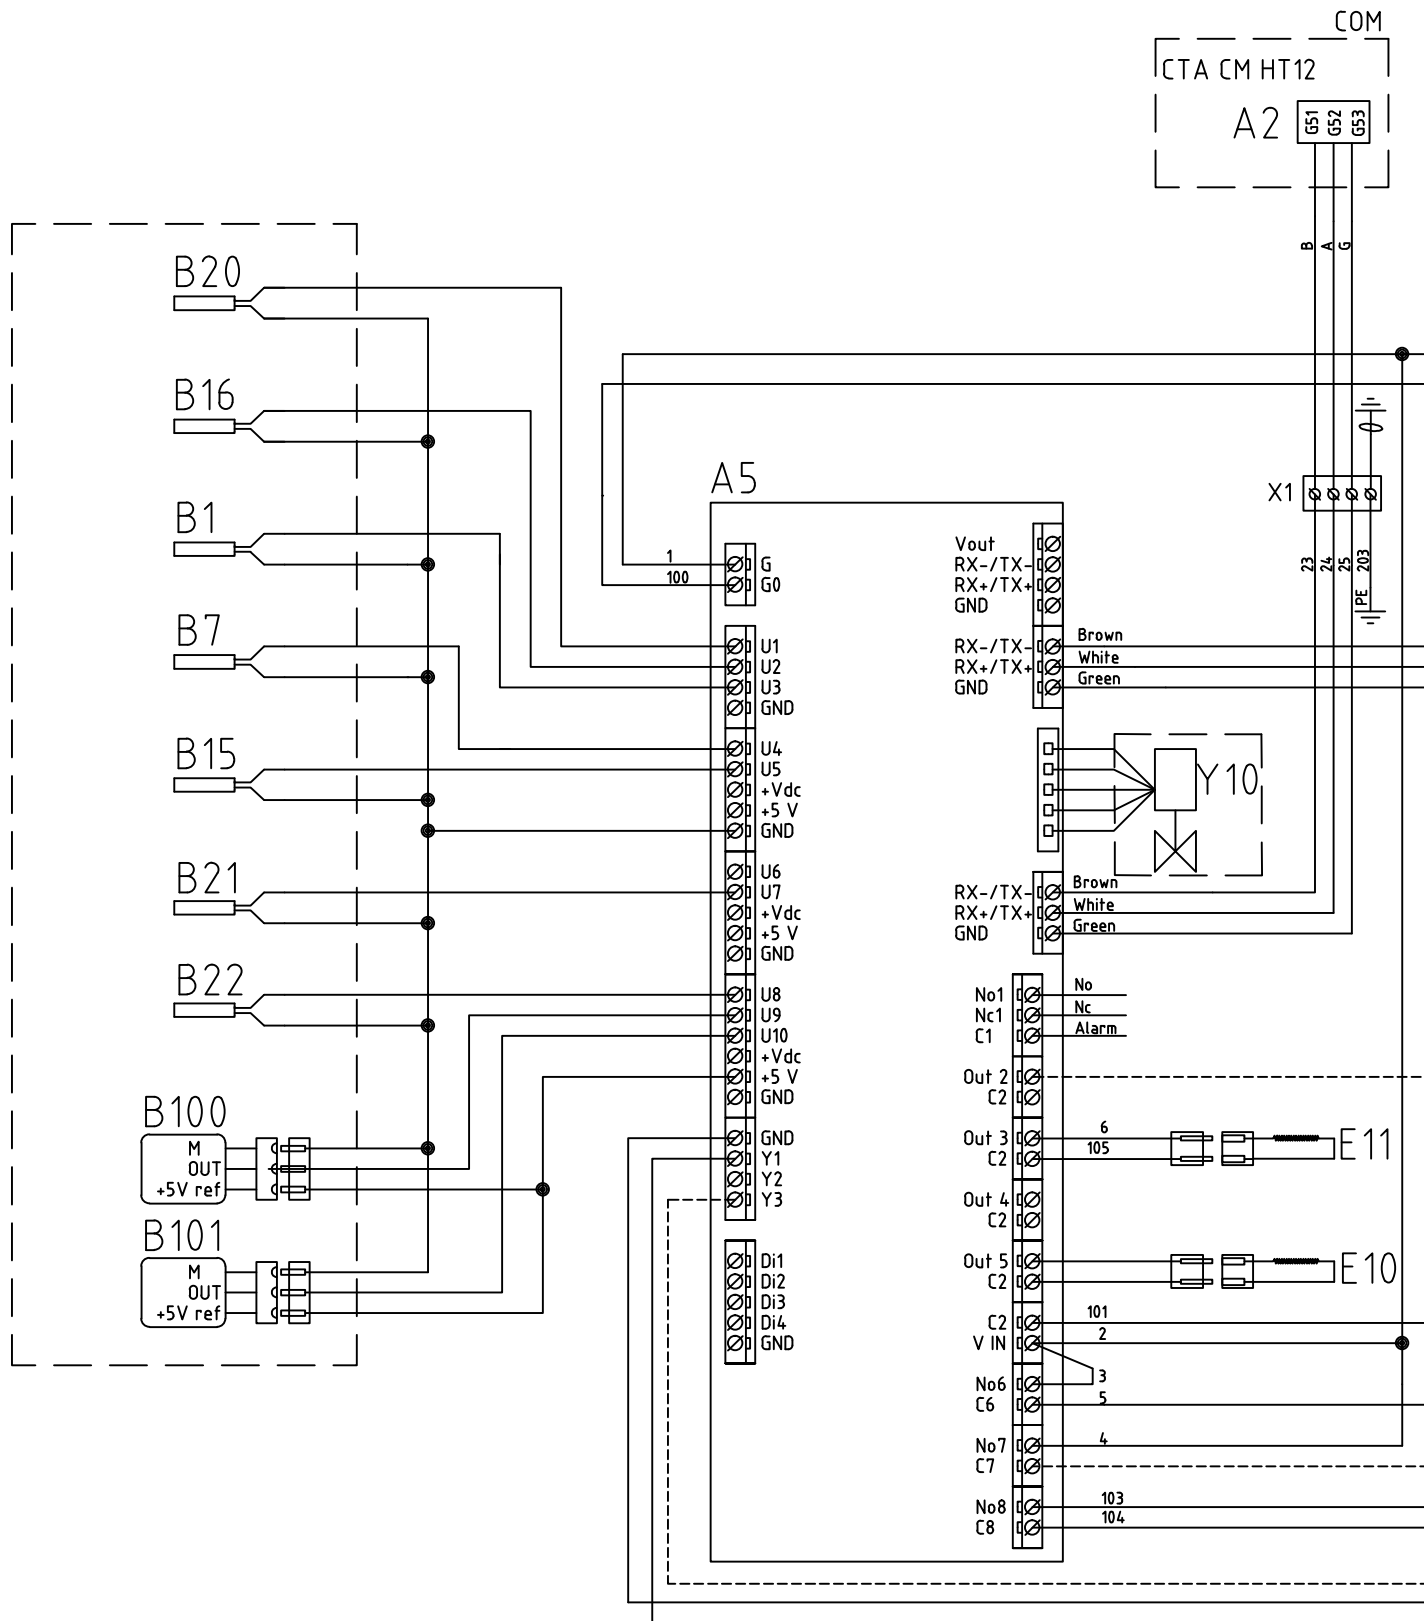 COM
CTA CM HT12
A2
G51
G52
G53
B
A
G
B20
B16
B1
B7
B15
B21
B22
B100
M
OUT
+5V ref
B101
M
OUT
+5V ref
A5
1
100
G
G0
U1
U2
U3
GND
U4
U5
+Vdc
+5 V
GND
U6
U7
+Vdc
+5 V
GND
U8
U9
U10
+Vdc
+5 V
GND
GND
Y1
Y2
Y3
Di1
Di2
Di3
Di4
GND
X1
23
24
25
203
PE
Vout
RX-/TX-
RX+/TX+
GND
RX-/TX- Brown
RX+/TX+ White
GND Green
Y10
RX-/TX- Brown
RX+/TX+ White
GND Green
No1 No
Nc1 Nc
C1 Alarm
Out 2
C2
Out 3 6
C2 105
E11
Out 4
C2
Out 5
C2
E10
C2 101
V IN 2
No6 3
C6 5
No7 4
C7
No8 103
C8 104